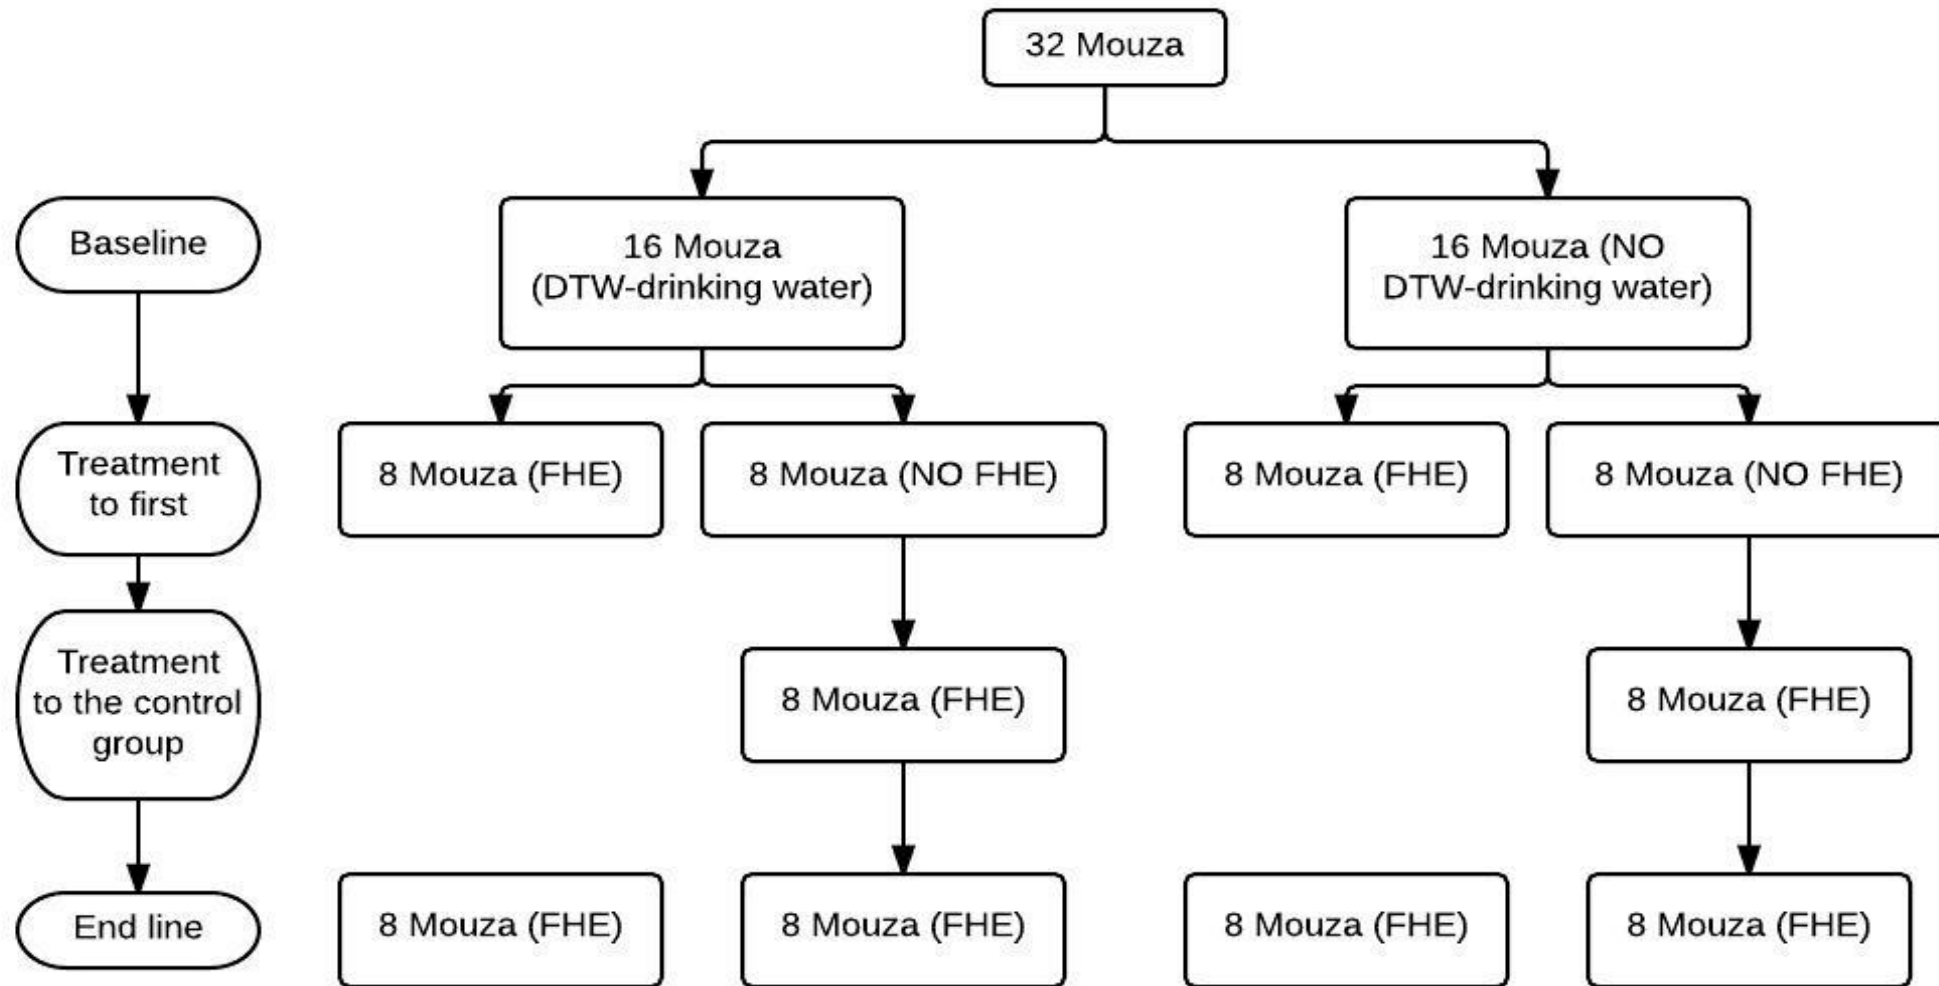 32 Mouza
Baseline
16 Mouza
(DTW-drinking water)
16 Mouza (NO
DTW-drinking water)
Treatment
to first
8 Mouza (FHE)
8 Mouza (NO FHE)
8 Mouza (FHE)
8 Mouza (NO FHE)
Treatment
to the control
group
8 Mouza (FHE)
8 Mouza (FHE)
End line
8 Mouza (FHE)
8 Mouza (FHE)
8 Mouza (FHE)
8 Mouza (FHE)